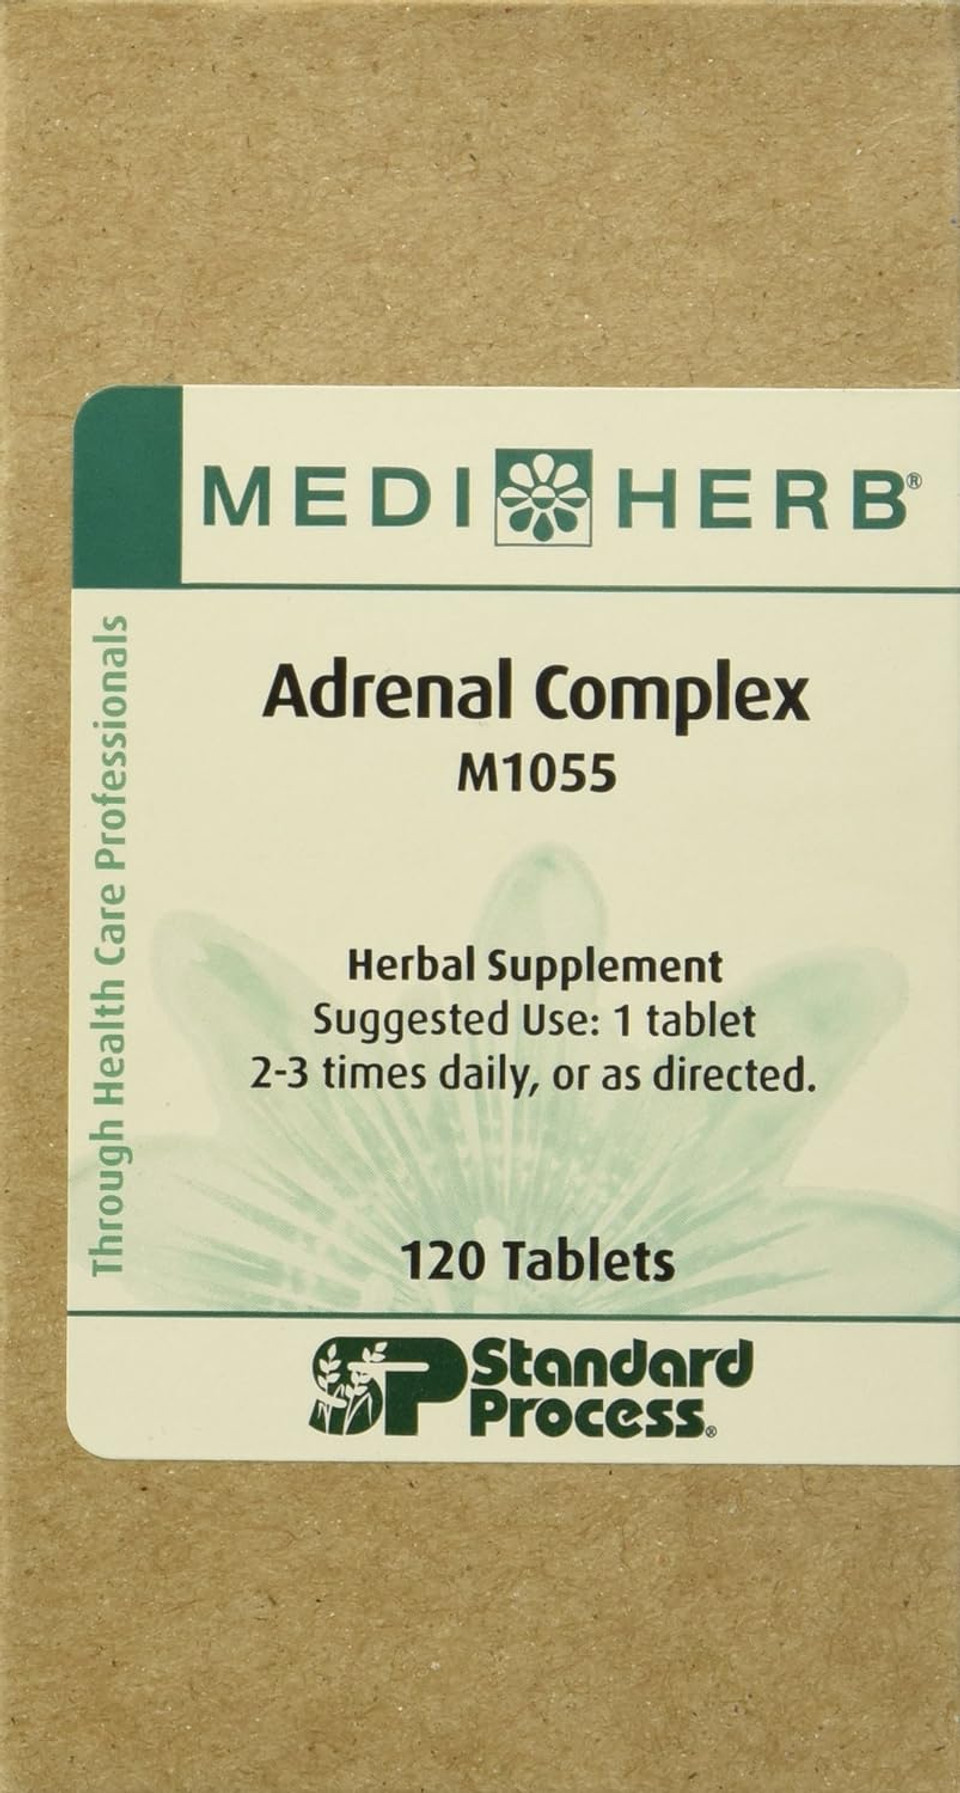 MEDI HERB®
Through Health Care Professionals
Adrenal Complex
M1055
Herbal Supplement
Suggested Use: 1 tablet
2-3 times daily, or as directed.
120 Tablets
SP Standard
Process®